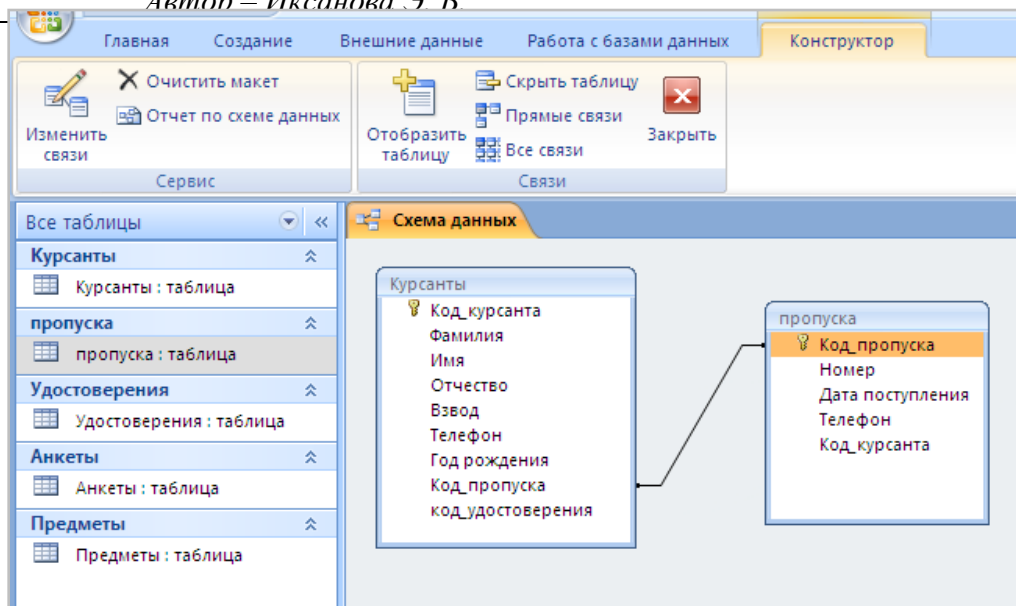 Автор – Иксанова Э. В.
Главная Создание Внешние данные Работа с базами данных Конструктор
Изменить связи
Очистить макет
Отчет по схеме данных
Сервис
Отобразить таблицу
Скрыть таблицу
Прямые связи
Все связи
Закрыть
Связи
Все таблицы
Курсанты
Курсанты : таблица
пропуска
пропуска : таблица
Удостоверения
Удостоверения : таблица
Анкеты
Анкеты : таблица
Предметы
Предметы : таблица
Схема данных
Курсанты
Код_курсанта
Фамилия
Имя
Отчество
Взвод
Телефон
Год рождения
Код_пропуска
код_удостоверения
пропуска
Код_пропуска
Номер
Дата поступления
Телефон
Код_курсанта